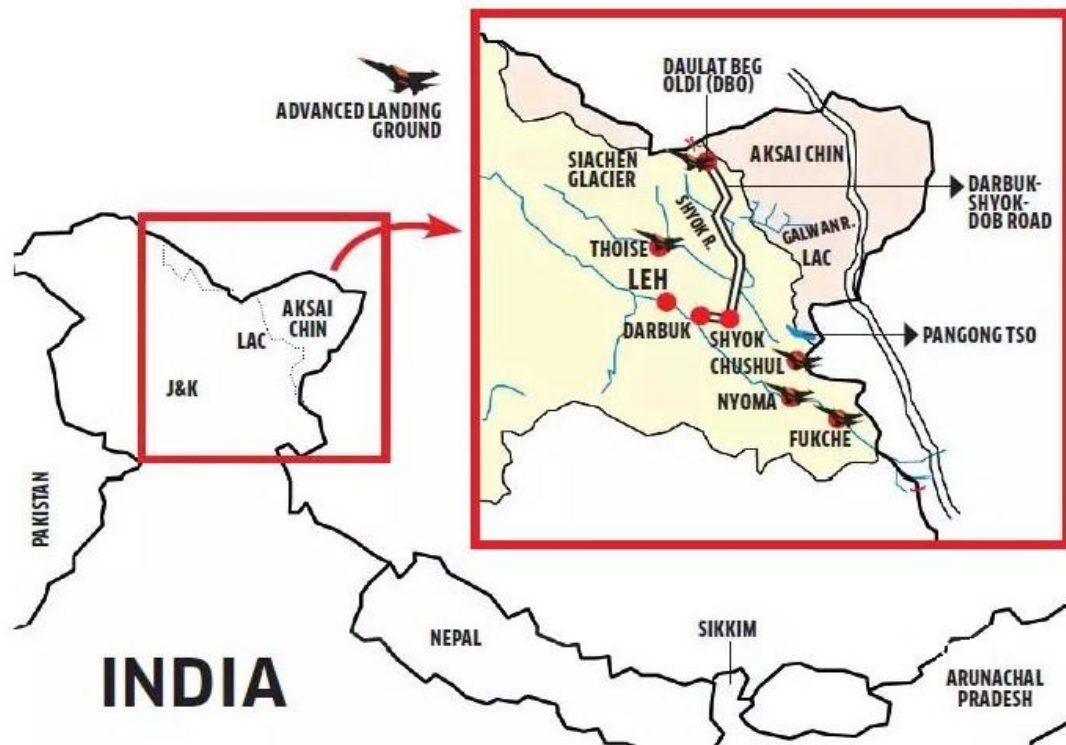 ADVANCED LANDING
GROUND
AKSAI
CHIN
LAC
J&K
PAKISTAN
INDIA
NEPAL
SIKKIM
ARUNACHAL
PRADESH
DAULAT BEG
OLDI (DBO)
SIACHEN
GLACIER
AKSAI CHIN
DARBUK-
SHYOK-
DOB ROAD
SHYOK R.
GALWAN R.
THOISE
LAC
LEH
DARBUK
SHYOK
PANGONG TSO
CHUSHUL
NYOMA
FUKCHE